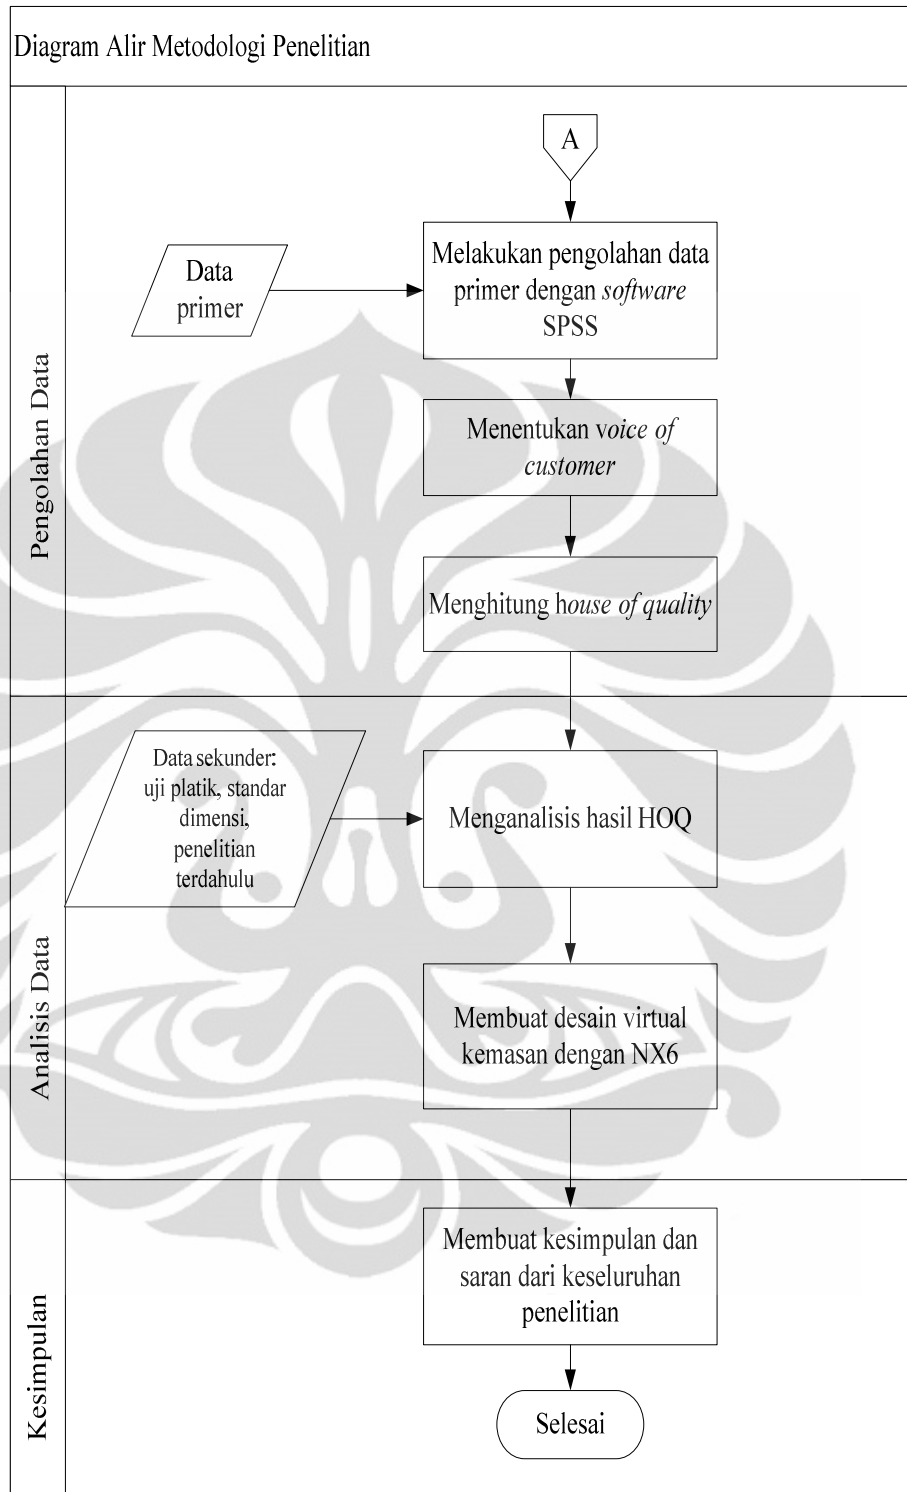 Diagram Alir Metodologi Penelitian
Pengolahan Data
A
Data
primer
Melakukan pengolahan data
primer dengan software
SPSS
Menentukan voice of
customer
Menghitung house of quality
Analisis Data
Data sekunder:
uji platik, standar
dimensi,
penelitian
terdahulu
Menganalisis hasil HOQ
Membuat desain virtual
kemasan dengan NX6
Kesimpulan
Membuat kesimpulan dan
saran dari keseluruhan
penelitian
Selesai